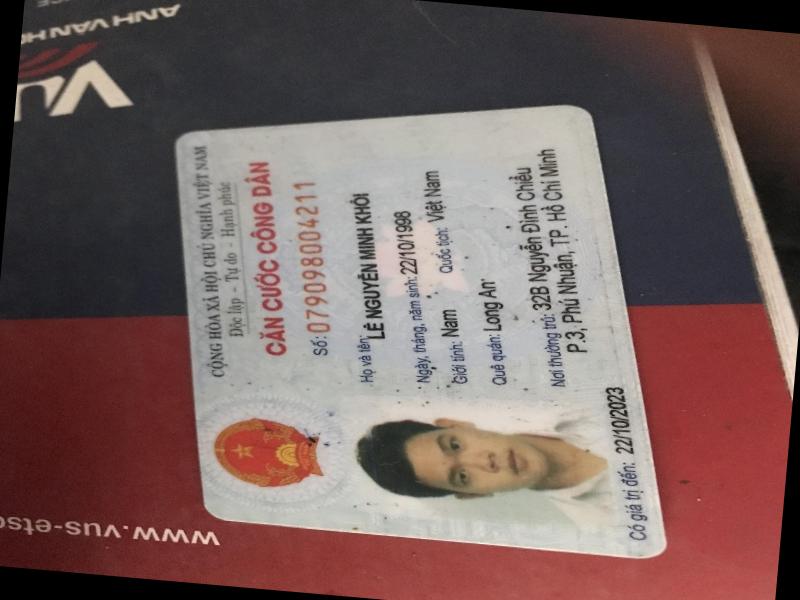 CỘNG HÒA XÃ HỘI CHỦ NGHĨA VIỆT NAM
Độc lập - Tự do - Hạnh phúc
CĂN CƯỚC CÔNG DÂN
Số: 079098004211
Họ và tên:
LÊ NGUYỄN MINH KHÔI
Ngày, tháng, năm sinh: 22/10/1998
Giới tính: Nam Quốc tịch: Việt Nam
Quê quán: Long An
Nơi thường trú: 32B Nguyễn Đình Chiểu
P.3, Phú Nhuận, TP. Hồ Chí Minh
Có giá trị đến: 22/10/2023
VU
ANH VĂN
www.vus-etsc